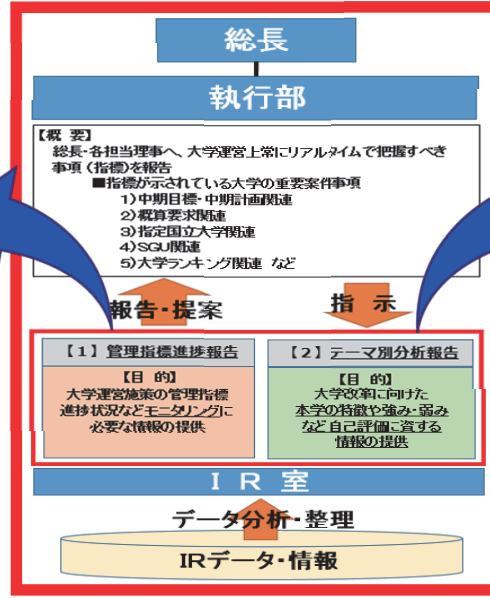 総長
執行部
【概 要】
総長・各担当理事へ、大学運営上常にリアルタイムで把握すべき
事項（指標）を報告
■指標が示されている大学の重要案件事項
1）中期目標・中期計画関連
2）概算要求関連
3）指定国立大学関連
4）SGU関連
5）大学ランキング関連 など
報告・提案
指 示
【1】管理指標進捗報告
【目 的】
大学運営施策の管理指標
進捗状況などモニタリングに
必要な情報の提供
【2】テーマ別分析報告
【目 的】
大学改革に向けた
本学の特徴や強み・弱み
など自己評価に資する
情報の提供
ＩＲ室
データ分析・整理
IRデータ・情報